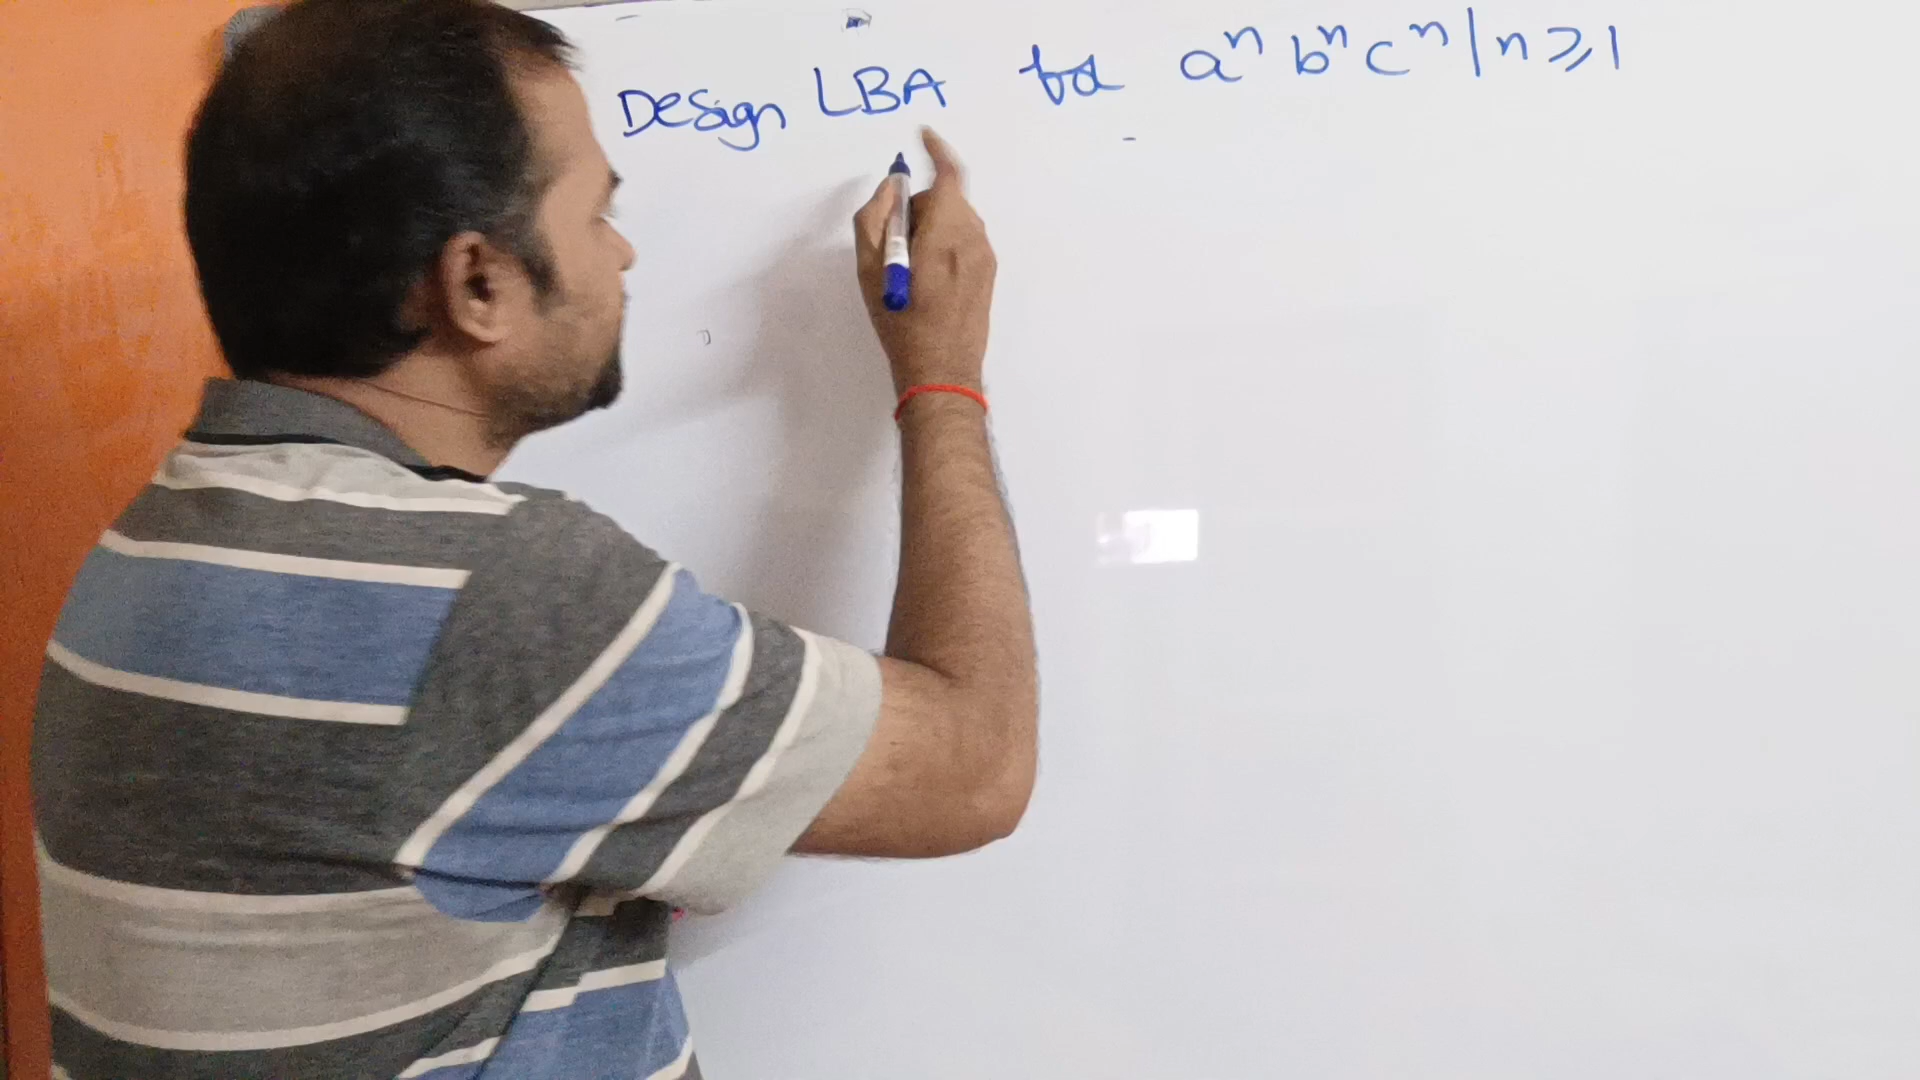 Design LBA for aⁿ bⁿ cⁿ | n ≥ 1